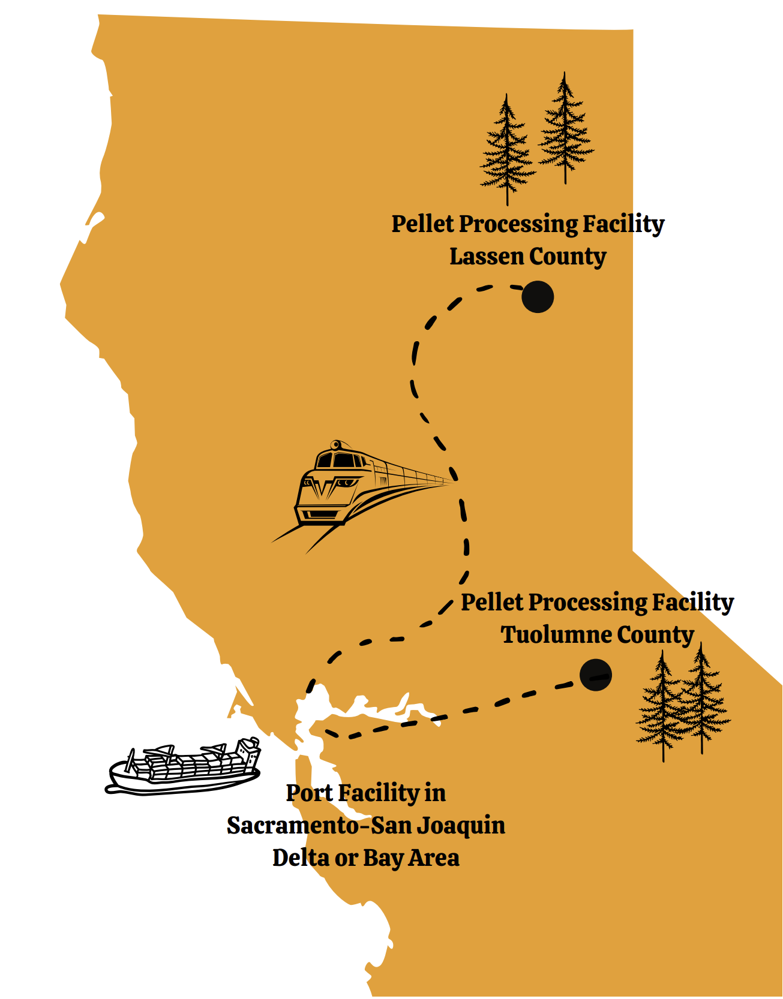 Pellet Processing Facility
Lassen County
Pellet Processing Facility
Tuolumne County
Port Facility in
Sacramento-San Joaquin
Delta or Bay Area